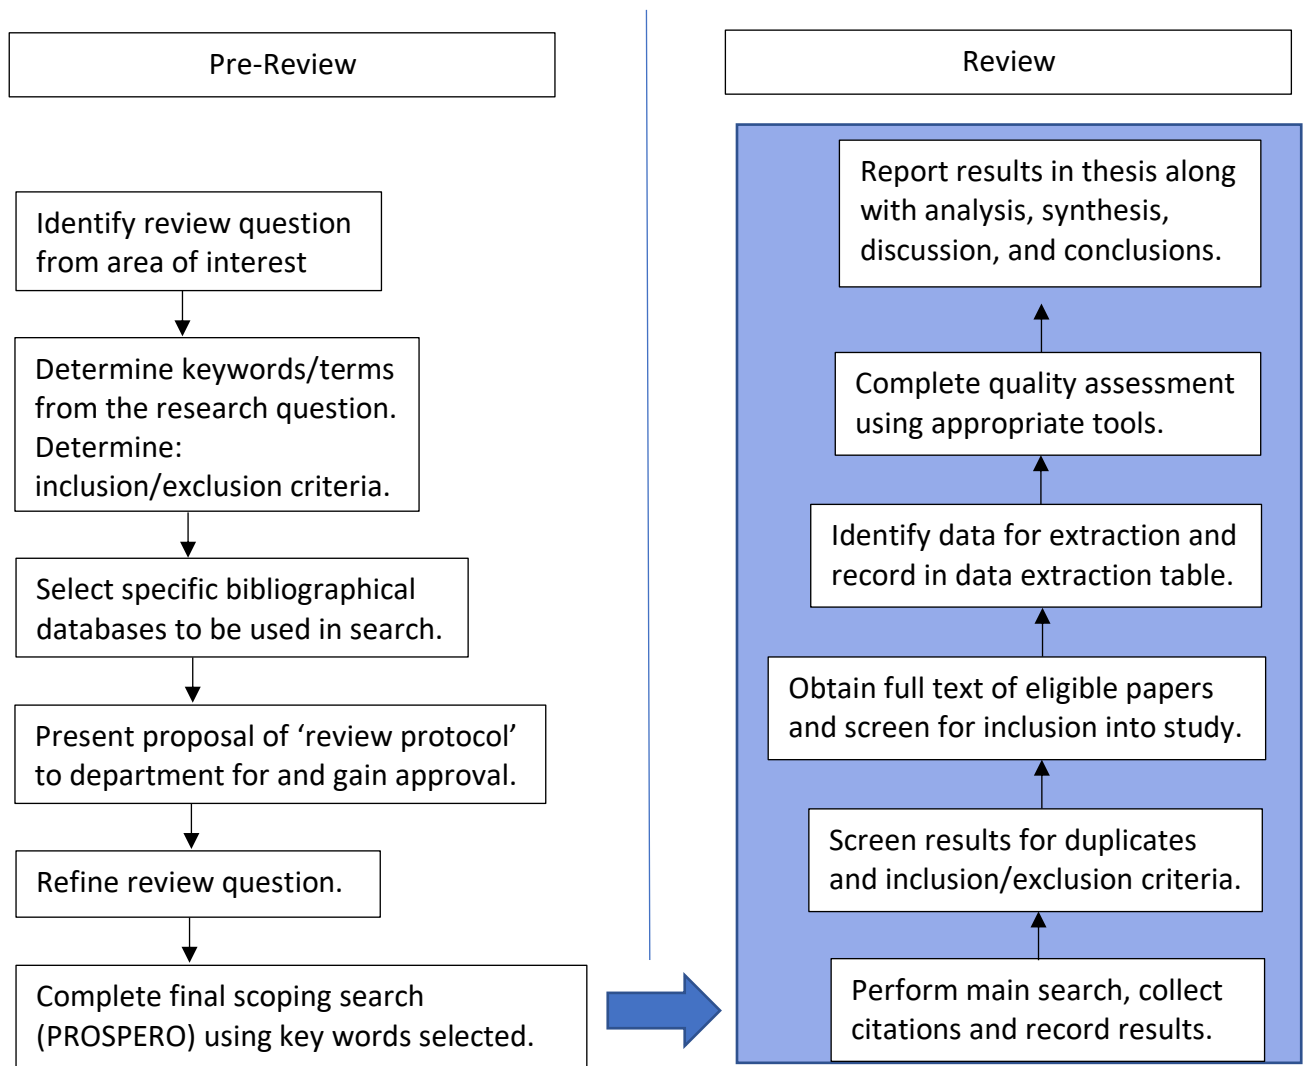 Pre-Review
Identify review question
from area of interest
Determine keywords/terms
from the research question.
Determine:
inclusion/exclusion criteria.
Select specific bibliographical
databases to be used in search.
Present proposal of ‘review protocol’
to department for and gain approval.
Refine review question.
Complete final scoping search
(PROSPERO) using key words selected.
Review
Report results in thesis along
with analysis, synthesis,
discussion, and conclusions.
Complete quality assessment
using appropriate tools.
Identify data for extraction and
record in data extraction table.
Obtain full text of eligible papers
and screen for inclusion into study.
Screen results for duplicates
and inclusion/exclusion criteria.
Perform main search, collect
citations and record results.